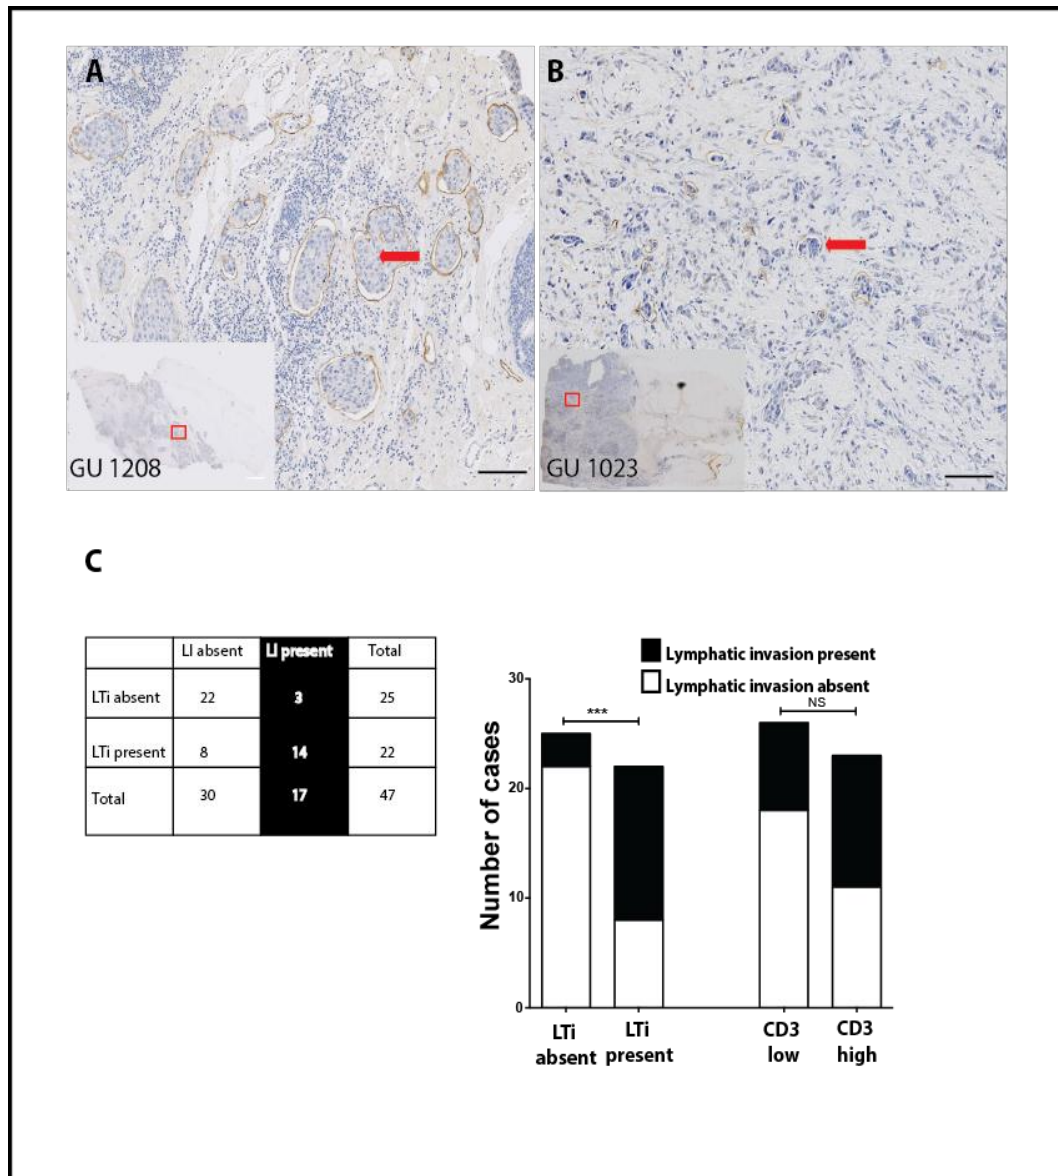 A
B
GU 1208
GU 1023
C
LI absent LI present Total
LTi absent 22 3 25
LTi present 8 14 22
Total 30 17 47
Lymphatic invasion present
Lymphatic invasion absent
Number of cases
30
20
10
0
***
NS
LTi
absent
LTi
present
CD3
low
CD3
high